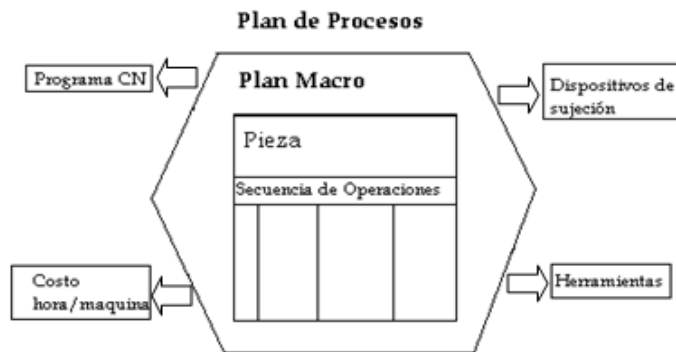 Plan de Procesos
Programa CN
Plan Macro
Dispositivos de
sujeción
Pieza
Secuencia de Operaciones
Costo
hora/maquina
Herramientas